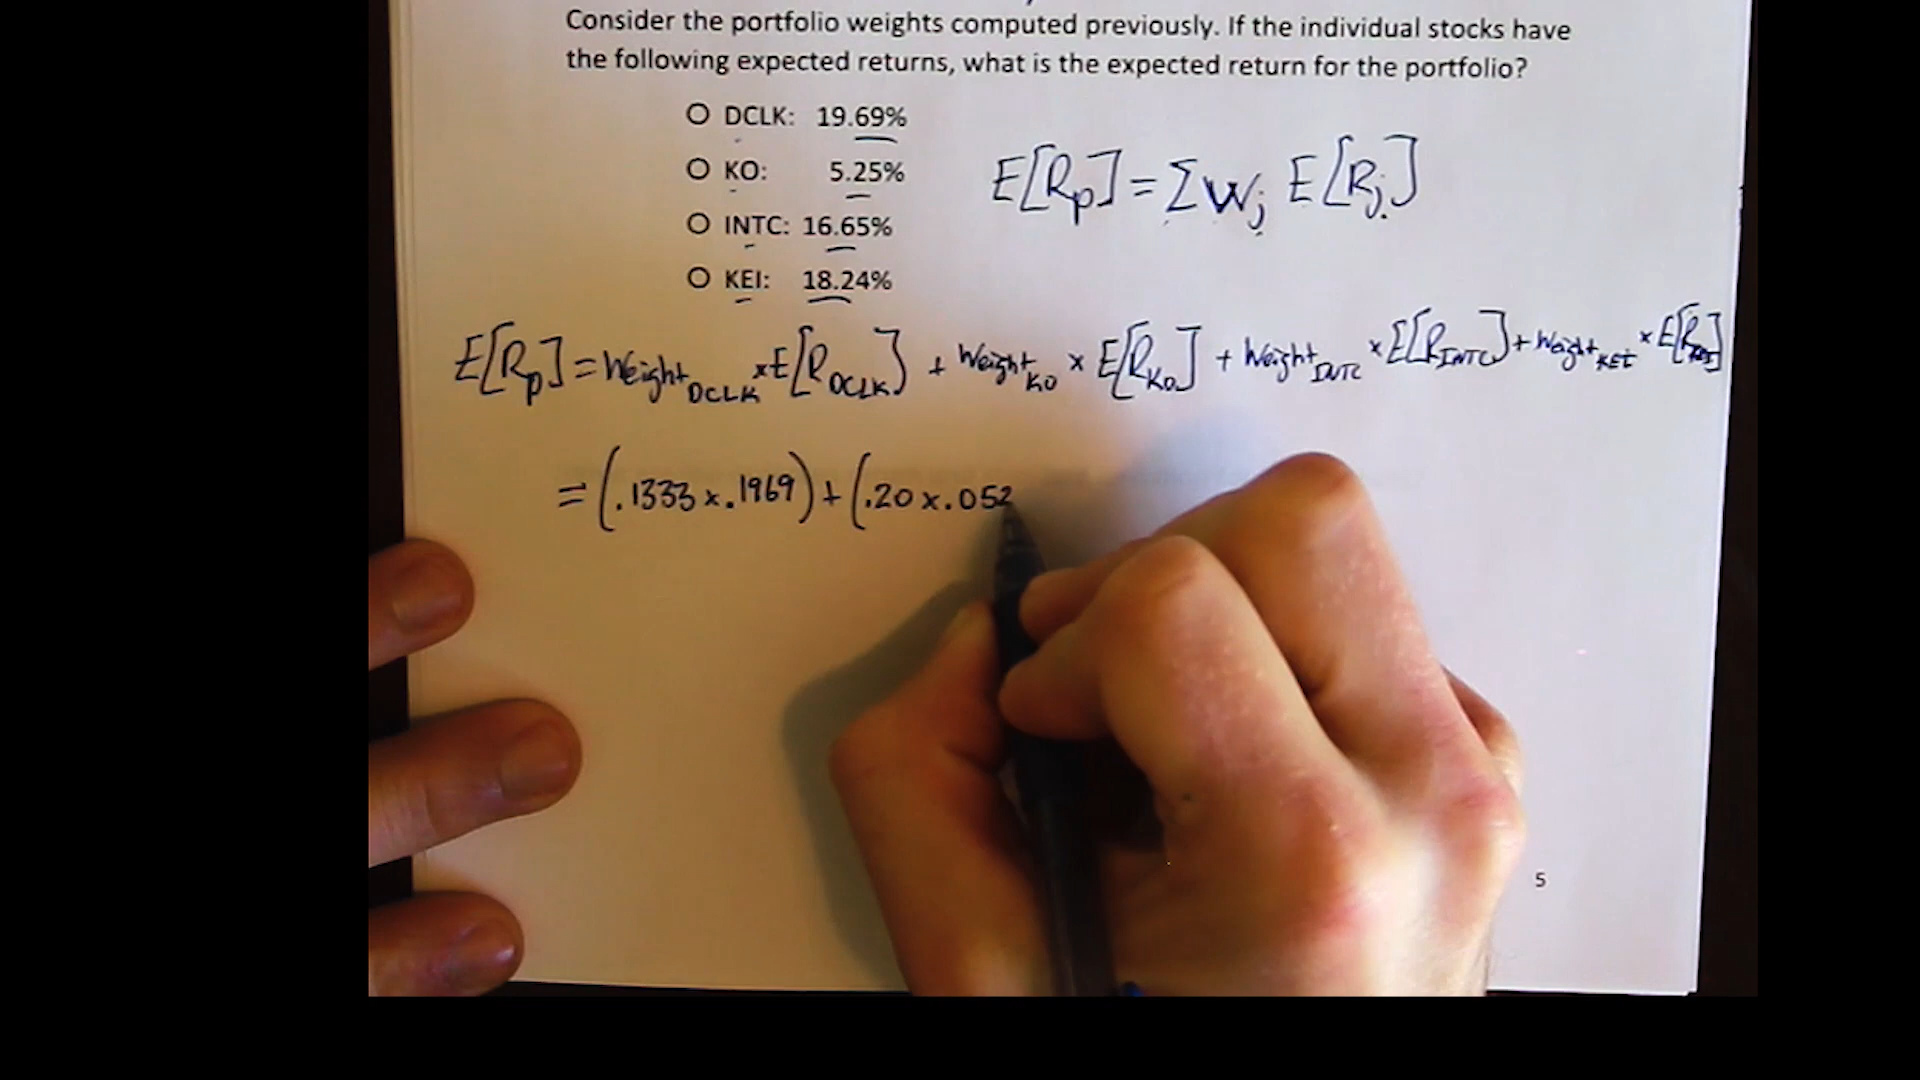 Consider the portfolio weights computed previously. If the individual stocks have
the following expected returns, what is the expected return for the portfolio?
DCLK: 19.69%
KO: 5.25%
INTC: 16.65%
KEI: 18.24%
E[Rp] = ΣWj E[Rj]
E[Rp] = Weight DCLK × E[R DCLK] + Weight KO × E[R KO] + Weight INTC × E[R INTC] + Weight KEI × E[R KEI]
= (.1333 x .1969) + (.20 x .052
5